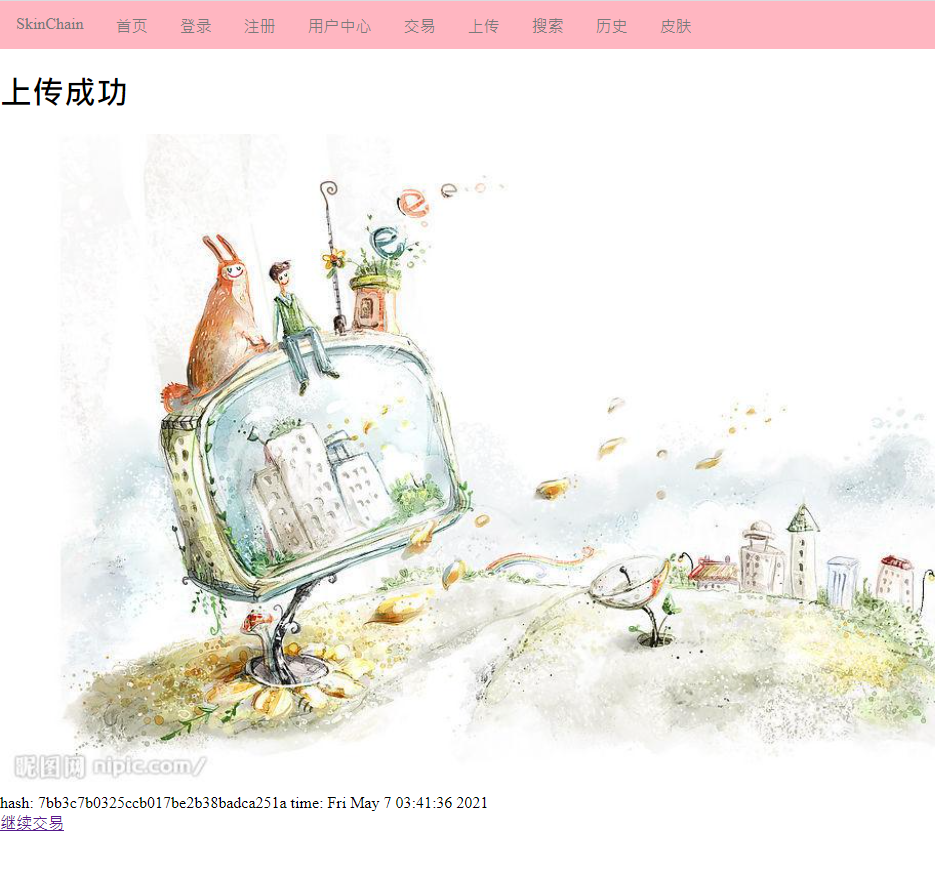 SkinChain 首页 登录 注册 用户中心 交易 上传 搜索 历史 皮肤
上传成功
e e e
e
昵图网 nipic.com/
hash: 7bb3c7b0325ccb017be2b38badca251a time: Fri May 7 03:41:36 2021
继续交易